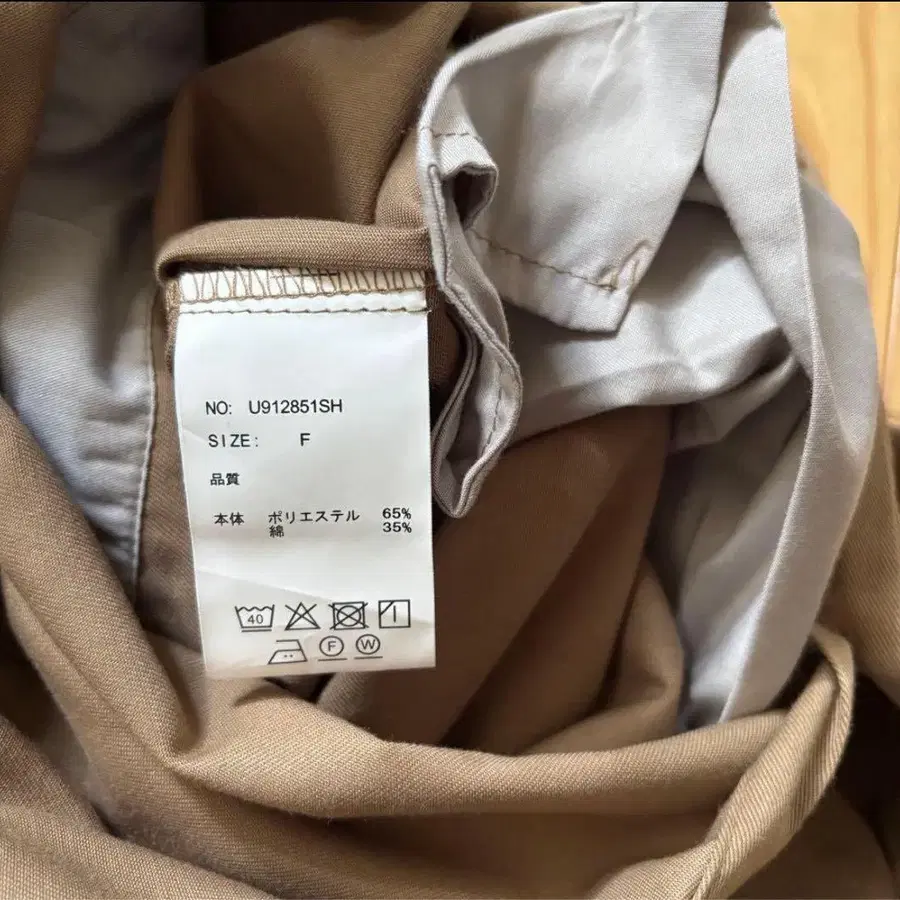 NO: U912851SH
SIZE: F
品質
本体 ポリエステル 65%
綿 35%
40
F W